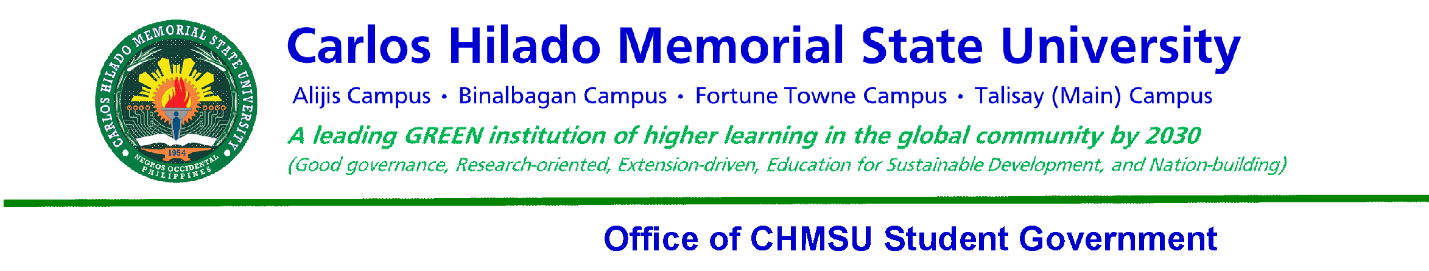 CARLOS HILADO MEMORIAL STATE UNIVERSITY
1954
NEGROS OCCIDENTAL
PHILIPPINES
Carlos Hilado Memorial State University
Alijis Campus • Binalbagan Campus • Fortune Towne Campus • Talisay (Main) Campus
A leading GREEN institution of higher learning in the global community by 2030
(Good governance, Research-oriented, Extension-driven, Education for Sustainable Development, and Nation-building)
Office of CHMSU Student Government